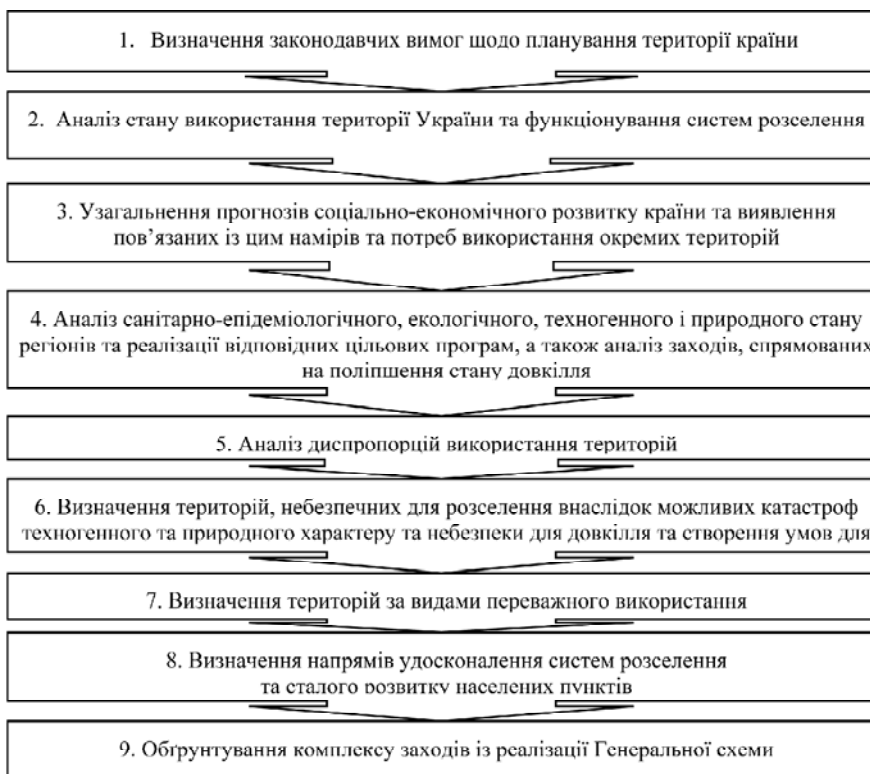 1. Визначення законодавчих вимог щодо планування території країни
2. Аналіз стану використання території України та функціонування систем розселення
3. Узагальнення прогнозів соціально-економічного розвитку країни та виявлення
пов’язаних із цим намірів та потреб використання окремих територій
4. Аналіз санітарно-епідеміологічного, екологічного, техногенного і природного стану
регіонів та реалізації відповідних цільових програм, а також аналіз заходів, спрямованих
на поліпшення стану довкілля
5. Аналіз диспропорцій використання територій
6. Визначення територій, небезпечних для розселення внаслідок можливих катастроф
техногенного та природного характеру та небезпеки для довкілля та створення умов для
7. Визначення територій за видами переважного використання
8. Визначення напрямів удосконалення систем розселення
та сталого розвитку населених пунктів
9. Обґрунтування комплексу заходів із реалізації Генеральної схеми